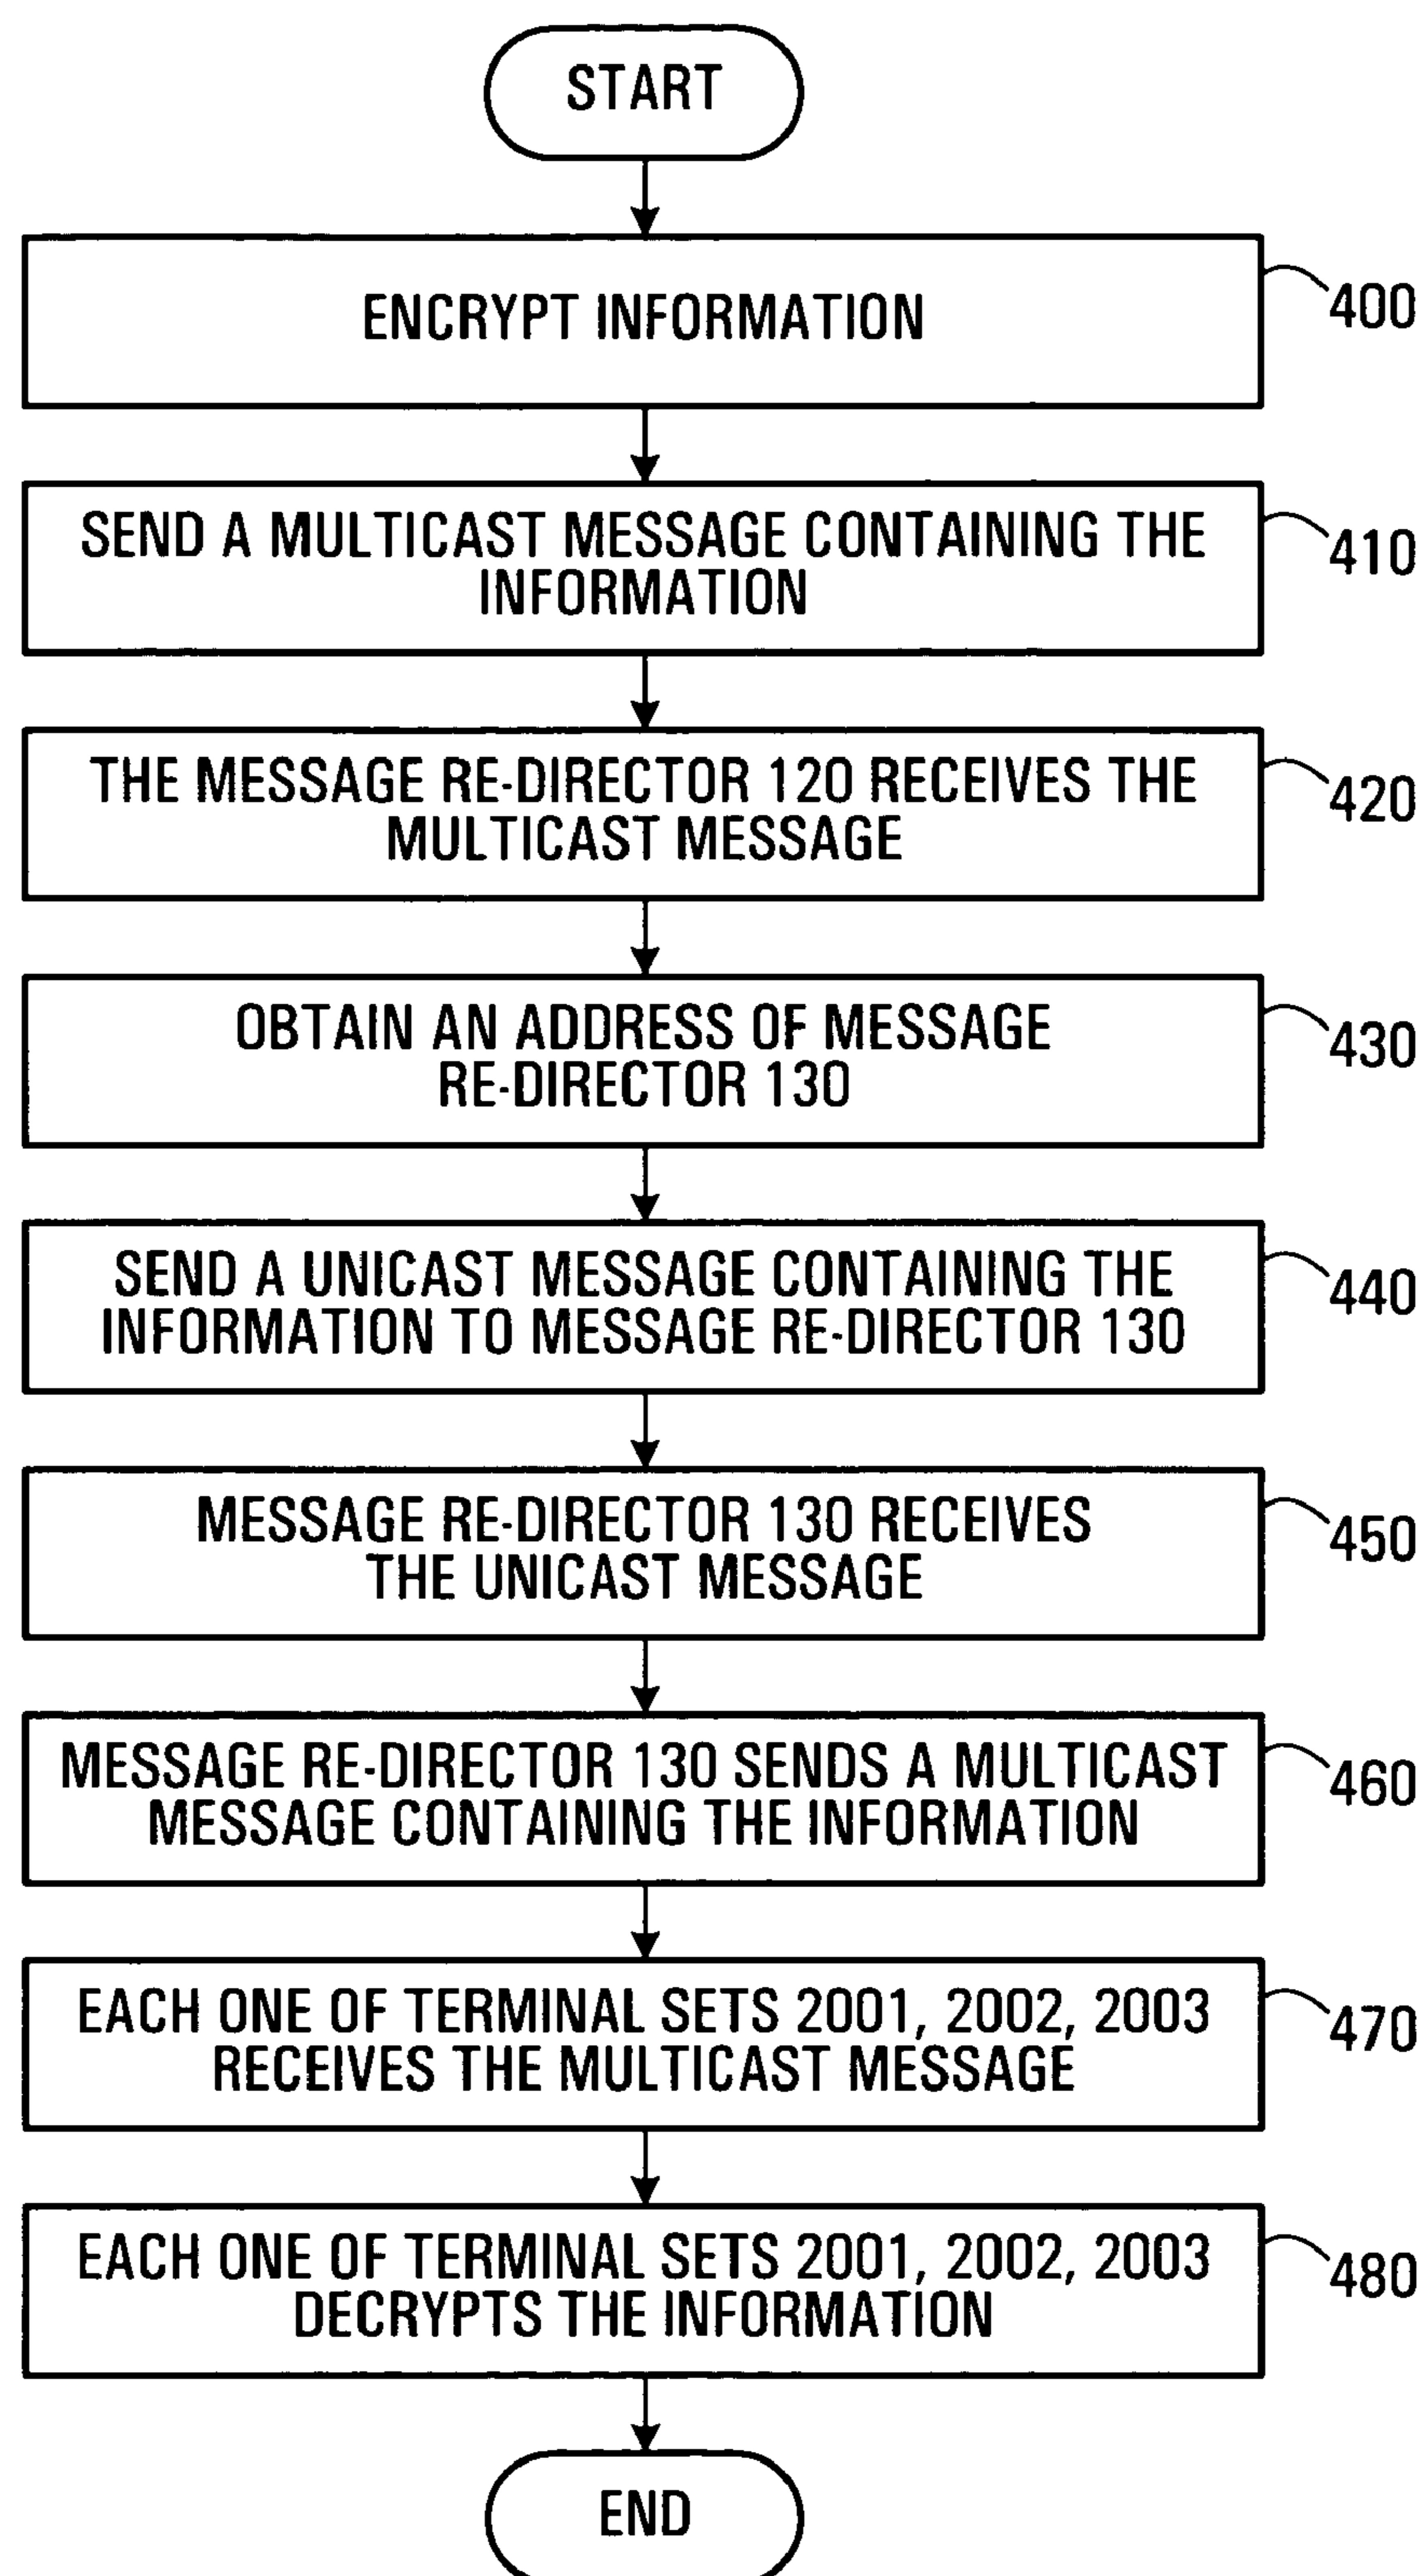 START
ENCRYPT INFORMATION
400
SEND A MULTICAST MESSAGE CONTAINING THE
INFORMATION
410
THE MESSAGE RE-DIRECTOR 120 RECEIVES THE
MULTICAST MESSAGE
420
OBTAIN AN ADDRESS OF MESSAGE
RE-DIRECTOR 130
430
SEND A UNICAST MESSAGE CONTAINING THE
INFORMATION TO MESSAGE RE-DIRECTOR 130
440
MESSAGE RE-DIRECTOR 130 RECEIVES
THE UNICAST MESSAGE
450
MESSAGE RE-DIRECTOR 130 SENDS A MULTICAST
MESSAGE CONTAINING THE INFORMATION
460
EACH ONE OF TERMINAL SETS 2001, 2002, 2003
RECEIVES THE MULTICAST MESSAGE
470
EACH ONE OF TERMINAL SETS 2001, 2002, 2003
DECRYPTS THE INFORMATION
480
END